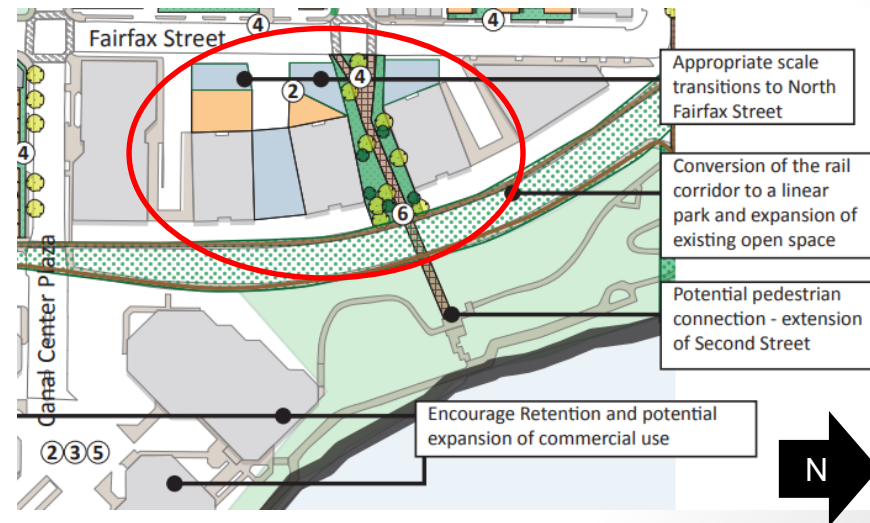 4
4
Fairfax Street
4
2
4
6
Appropriate scale
transitions to North
Fairfax Street
Conversion of the rail
corridor to a linear
park and expansion of
existing open space
Potential pedestrian
connection - extension
of Second Street
Canal Center Plaza
Encourage Retention and potential
expansion of commercial use
2 3 5
N